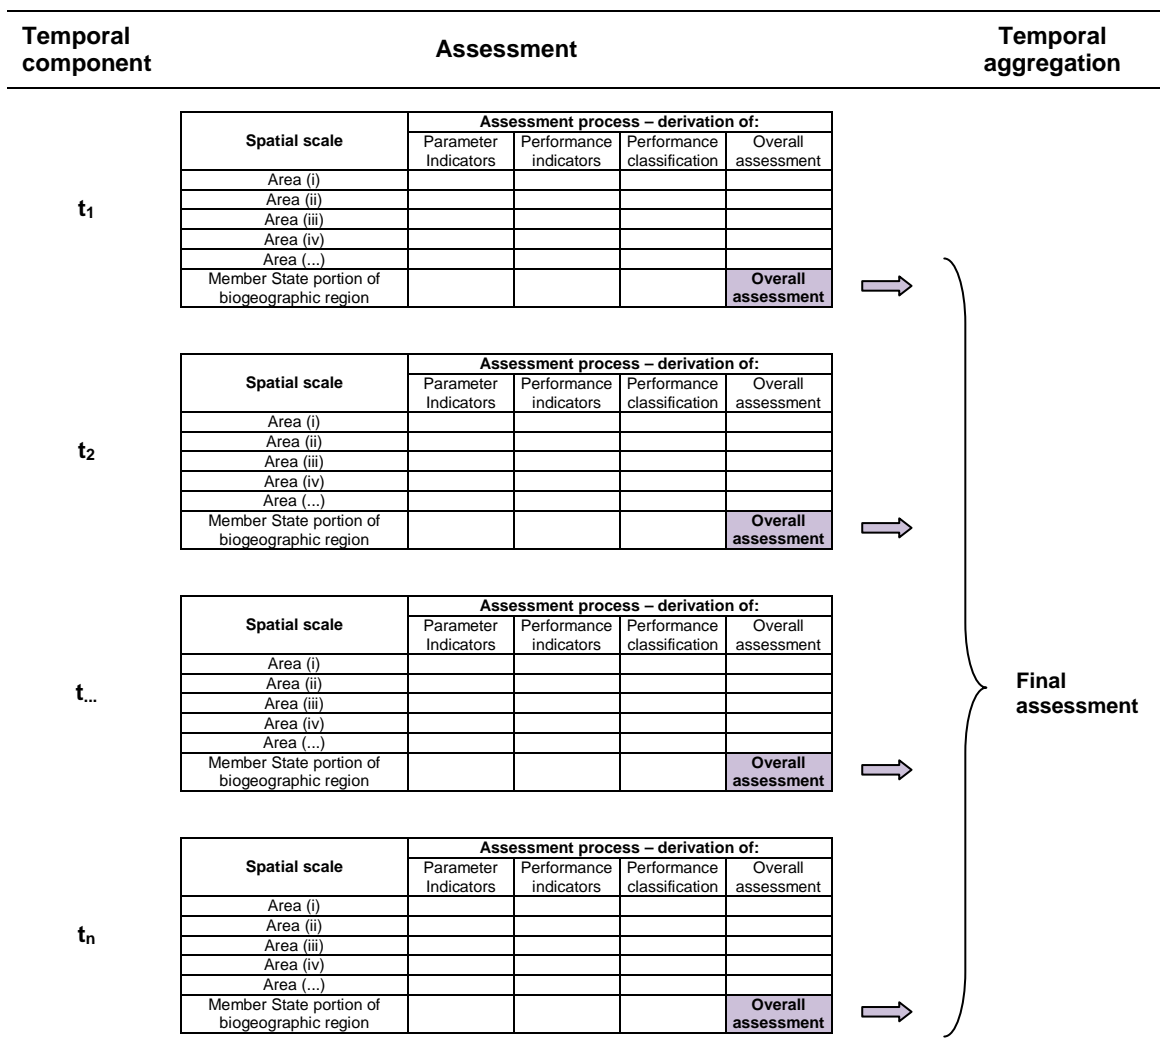 Temporal component
Assessment
Temporal aggregation
t1
Spatial scale
Assessment process – derivation of:
Parameter Indicators
Performance indicators
Performance classification
Overall assessment
Area (i)
Area (ii)
Area (iii)
Area (iv)
Area (...)
Member State portion of biogeographic region
Overall assessment
t2
Spatial scale
Assessment process – derivation of:
Parameter Indicators
Performance indicators
Performance classification
Overall assessment
Area (i)
Area (ii)
Area (iii)
Area (iv)
Area (...)
Member State portion of biogeographic region
Overall assessment
t...
Spatial scale
Assessment process – derivation of:
Parameter Indicators
Performance indicators
Performance classification
Overall assessment
Area (i)
Area (ii)
Area (iii)
Area (iv)
Area (...)
Member State portion of biogeographic region
Overall assessment
Final assessment
tn
Spatial scale
Assessment process – derivation of:
Parameter Indicators
Performance indicators
Performance classification
Overall assessment
Area (i)
Area (ii)
Area (iii)
Area (iv)
Area (...)
Member State portion of biogeographic region
Overall assessment